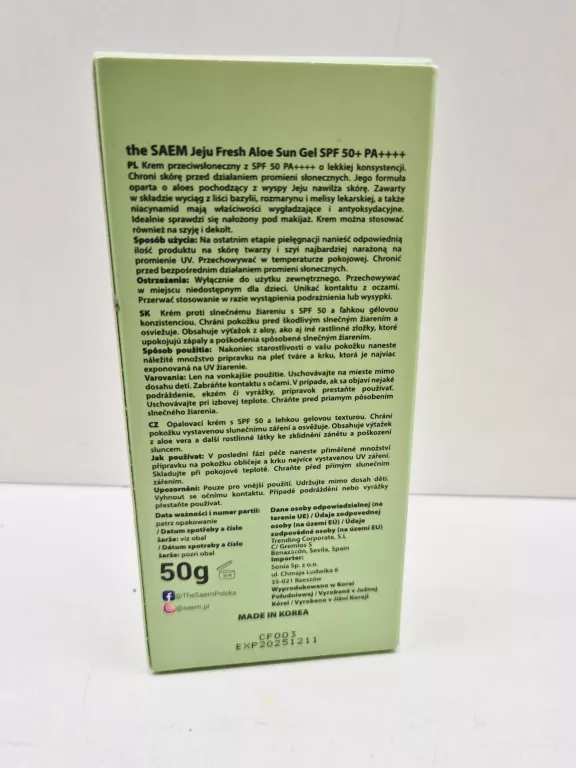 the SAEM Jeju Fresh Aloe Sun Gel SPF 50+ PA++++
PL Krem przeciwsłoneczny z SPF 50 PA++++ o lekkiej konsystencji.
Chroni skórę przed działaniem promieni słonecznych. Jego formuła
oparta o aloes pochodzący z wyspy Jeju nawilża skórę. Zawarty
w składzie wyciąg z liści bazylii, rozmarynu i melisy lekarskiej, a także
niacynamid mają właściwości wygładzające i antyoksydacyjne.
Idealnie sprawdzi się nałożony pod makijaż. Krem można stosować
również na szyję i dekolt.
Sposób użycia: Na ostatnim etapie pielęgnacji nanieść odpowiednią
ilość produktu na skórę twarzy i szyi najbardziej narażoną na
promienie UV. Przechowywać w temperaturze pokojowej. Chronić
przed bezpośrednim działaniem promieni słonecznych.
Ostrzeżenia: Wyłącznie do użytku zewnętrznego. Przechowywać
w miejscu niedostępnym dla dzieci. Unikać kontaktu z oczami.
Przerwać stosowanie w razie wystąpienia podrażnienia lub wysypki.
SK Krém proti slnečnému žiareniu s SPF 50 a ľahkou gélovou
konzistenciou. Chráni pokožku pred škodlivým slnečným žiarením a
osviežuje. Obsahuje výťažok z aloy, ako aj iné rastlinné zložky, ktoré
upokojujú zápaly a poškodenia spôsobené slnečným žiarením.
Spôsob použitia: Nakoniec starostlivosti o vašu pokožku naneste
náležité množstvo prípravku na pleť tváre a krku, ktorá je najviac
exponovaná na UV žiarenie.
Varovania: Len na vonkajšie použitie. Uschovávajte na mieste mimo
dosahu detí. Zabráňte kontaktu s očami. V prípade, ak sa objaví nejaké
podráždenie, ekzém či vyrážky, prípravok prestaňte používať.
Uschovávajte pri izbovej teplote. Chráňte pred priamym pôsobením
slnečného žiarenia.
CZ Opalovací krém s SPF 50 a lehkou gelovou texturou. Chrání
pokožku vystavenou slunečnímu záření a osvěžuje. Obsahuje výtažek
z aloe vera a další rostlinné látky ke zklidnění zánětu a poškození
sluncem.
Jak používat: V poslední fázi péče naneste přiměřené množství
přípravku na pokožku obličeje a krku nejvíce vystavenou UV záření.
Skladujte při pokojové teplotě. Chraňte před přímým slunečním
zářením.
Upozornění: Pouze pro vnější použití. Udržujte mimo dosah dětí.
Vyhnout se očnímu kontaktu. Případě podráždění nebo vyrážky
přestaňte používat.
Data ważności i numer partii:
patrz opakowanie
/ Dátum spotreby a číslo
šarže: viz obal
/ Dátum spotreby a číslo
šarže: pozri obal
50g
@TheSaemPolska
@saem.pl
Dane osoby odpowiedzialnej (na
terenie UE) / Údaje zodpovednej
osoby (na území EU) / Údaje
zodpovědné osoby (na území EU)
Trending Corporate, S.L
C/ Gremios 5
Benazacón, Sevila, Spain
Importer:
Sonia Sp. z o.o.
ul. Chmaja Ludwika 6
35-021 Rzeszów
Wyprodukowano w Korei
Południowej / Vyrobené v Južnej
Kórei / Vyrobeno v Jižní Koreji
MADE IN KOREA
CF003
EXP20251211